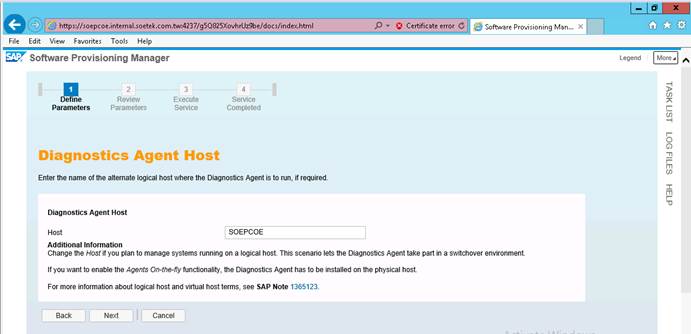 https://soepcoe.internal.soetek.com.tw:4237/g5Q825XovhrUz9be/docs/index.html
Certificate error
Software Provisioning Man...
File Edit View Favorites Tools Help
SAP Software Provisioning Manager
Legend More
1 2 3 4
Define Parameters
Review Parameters
Execute Service
Service Completed
TASK LIST
LOG FILES
HELP
Diagnostics Agent Host
Enter the name of the alternate logical host where the Diagnostics Agent is to run, if required.
Diagnostics Agent Host
Host SOEPCOE
Additional Information
Change the Host if you plan to manage systems running on a logical host. This scenario lets the Diagnostics Agent take part in a switchover environment.
If you want to enable the Agents On-the-fly functionality, the Diagnostics Agent has to be installed on the physical host.
For more information about logical host and virtual host terms, see SAP Note 1365123.
Back Next Cancel